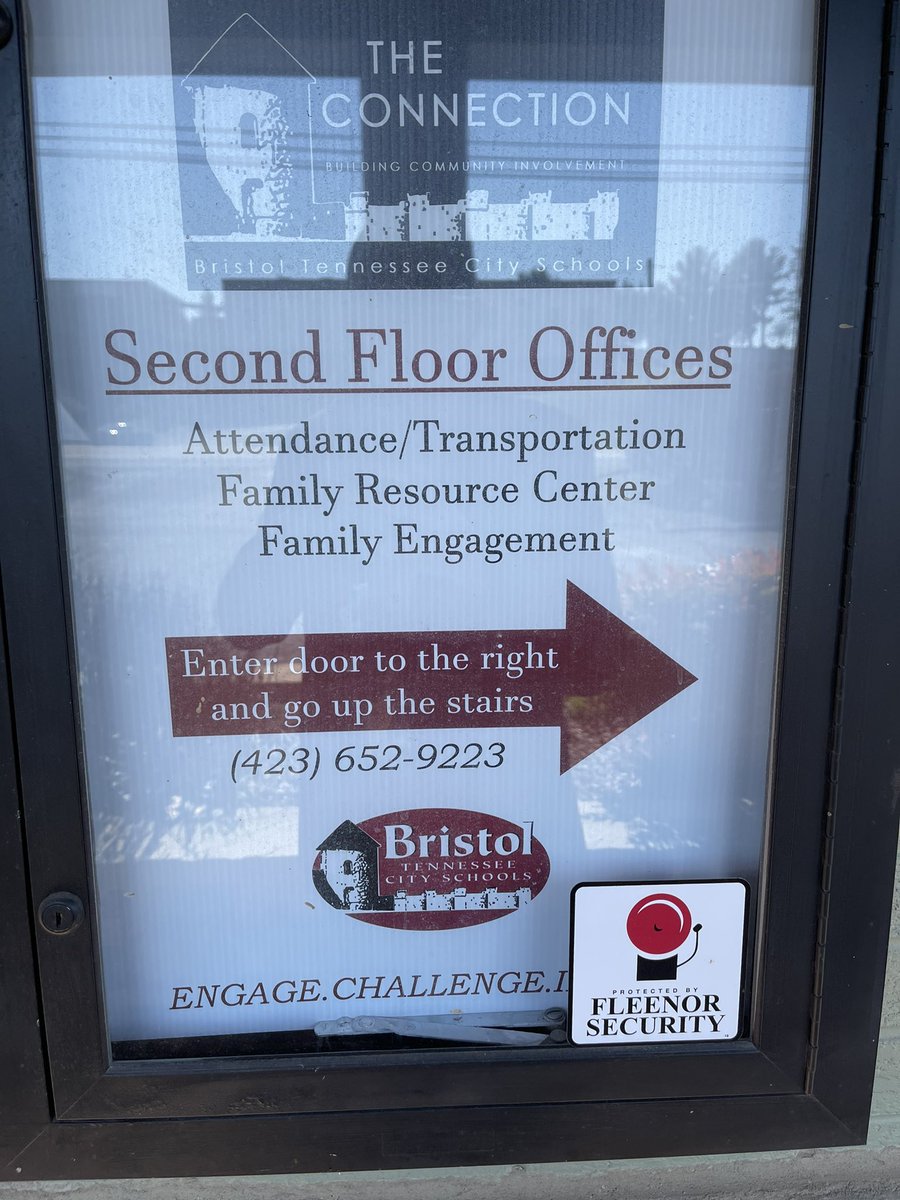 THE
CONNECTION
BUILDING COMMUNITY INVOLVEMENT
Bristol Tennessee City Schools
Second Floor Offices
Attendance/Transportation
Family Resource Center
Family Engagement
Enter door to the right
and go up the stairs
(423) 652-9223
Bristol
TENNESSEE
CITY SCHOOLS
ENGAGE.CHALLENGE.
PROTECTED BY
FLEENOR
SECURITY